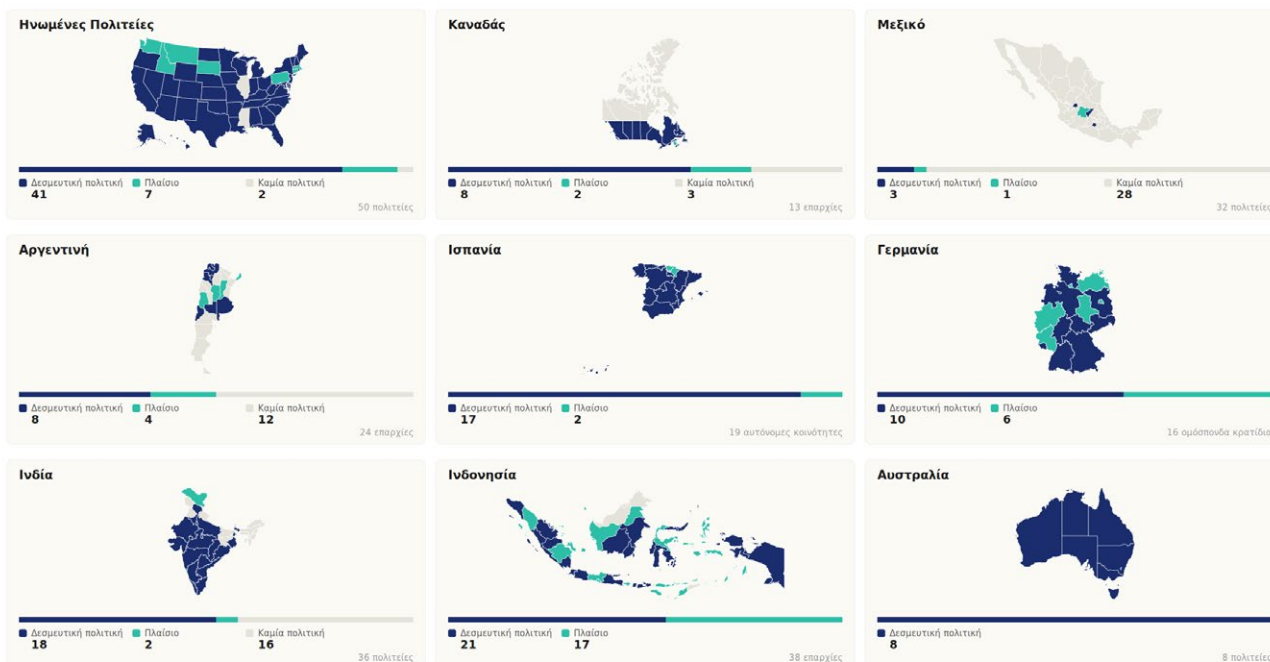 Ηνωμένες Πολιτείες
Δεσμευτική πολιτική Πλαίσιο Καμία πολιτική
41 7 2
50 πολιτείες
Καναδάς
Δεσμευτική πολιτική Πλαίσιο Καμία πολιτική
8 2 3
13 επαρχίες
Μεξικό
Δεσμευτική πολιτική Πλαίσιο Καμία πολιτική
3 1 28
32 πολιτείες
Αργεντινή
Δεσμευτική πολιτική Πλαίσιο Καμία πολιτική
8 4 12
24 επαρχίες
Ισπανία
Δεσμευτική πολιτική Πλαίσιο
17 2
19 αυτόνομες κοινότητες
Γερμανία
Δεσμευτική πολιτική Πλαίσιο
10 6
16 ομόσπονδα κρατίδια
Ινδία
Δεσμευτική πολιτική Πλαίσιο Καμία πολιτική
18 2 16
36 πολιτείες
Ινδονησία
Δεσμευτική πολιτική Πλαίσιο
21 17
38 επαρχίες
Αυστραλία
Δεσμευτική πολιτική
8
8 πολιτείες